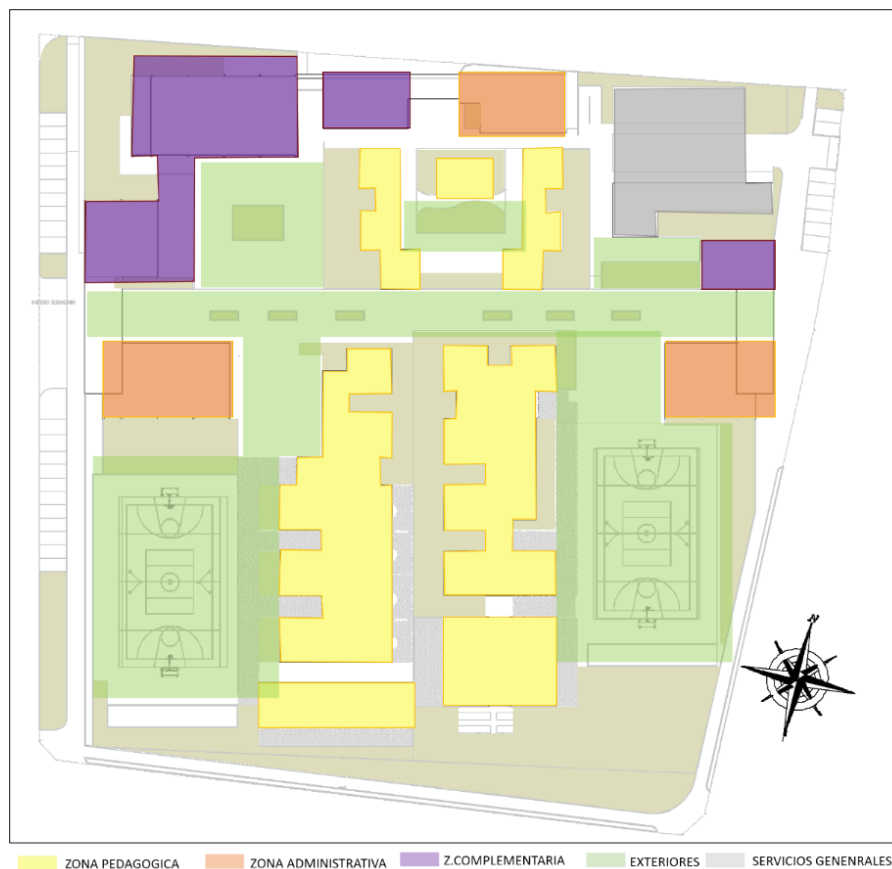 N
ZONA PEDAGOGICA
ZONA ADMINISTRATIVA
Z.COMPLEMENTARIA
EXTERIORES
SERVICIOS GENENRALES